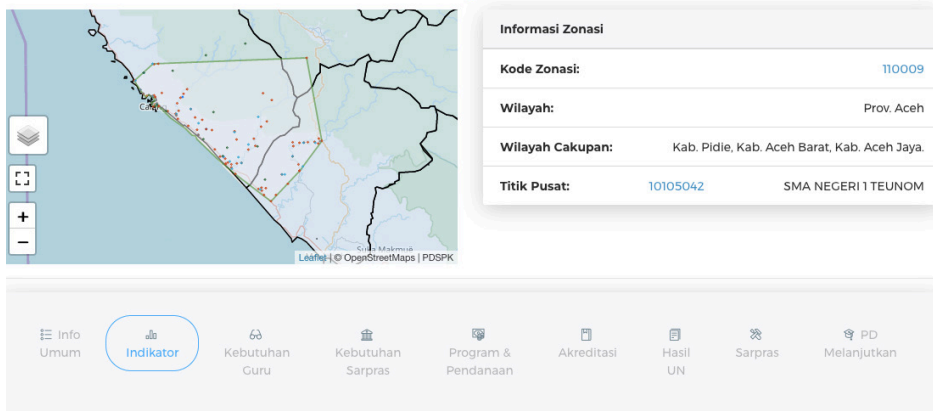 Informasi Zonasi
Kode Zonasi: 110009
Wilayah: Prov. Aceh
Wilayah Cakupan: Kab. Pidie, Kab. Aceh Barat, Kab. Aceh Jaya.
Titik Pusat: 10105042 SMA NEGERI 1 TEUNOM
+
−
Leaflet | © OpenStreetMaps | PDSPK
Info Umum
Indikator
Kebutuhan
Guru
Kebutuhan
Sarpras
Program &
Pendanaan
Akreditasi
Hasil
UN
Sarpras
PD
Melanjutkan